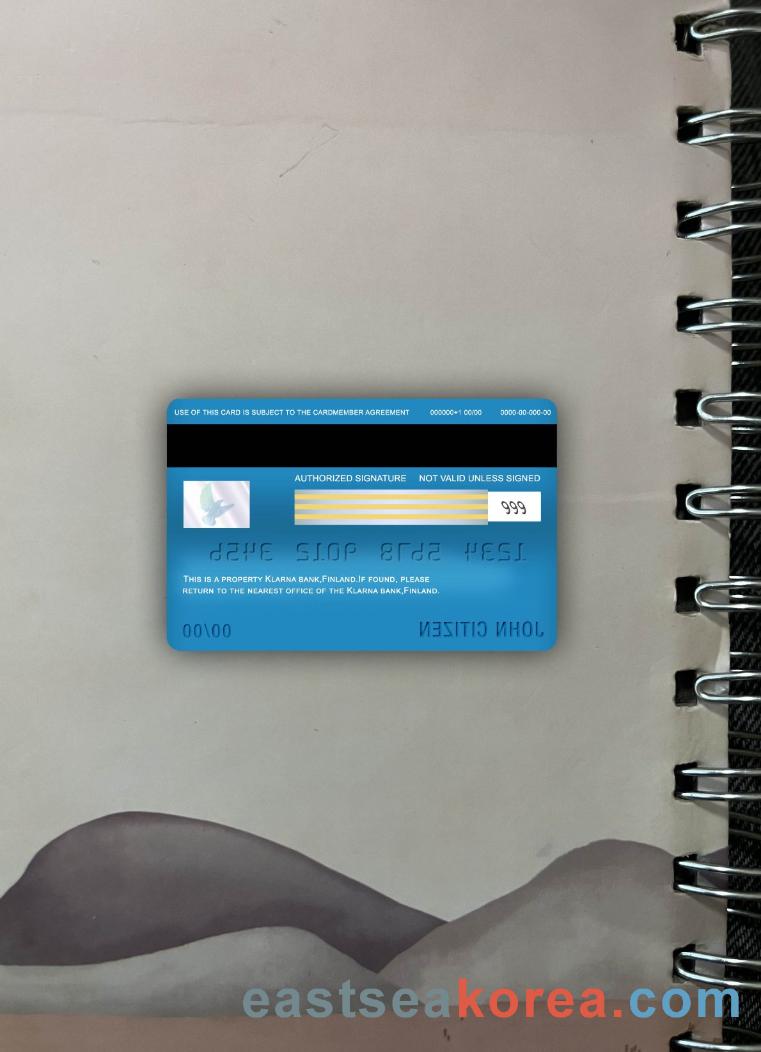 USE OF THIS CARD IS SUBJECT TO THE CARDMEMBER AGREEMENT 000000*1 00/00 0000-00-000-00
AUTHORIZED SIGNATURE NOT VALID UNLESS SIGNED
999
1234 5678 9012 3456
THIS IS A PROPERTY KLARNA BANK,FINLAND.IF FOUND, PLEASE
RETURN TO THE NEAREST OFFICE OF THE KLARNA BANK,FINLAND.
00/00 JOHN CITIZEN
eastseakorea.com